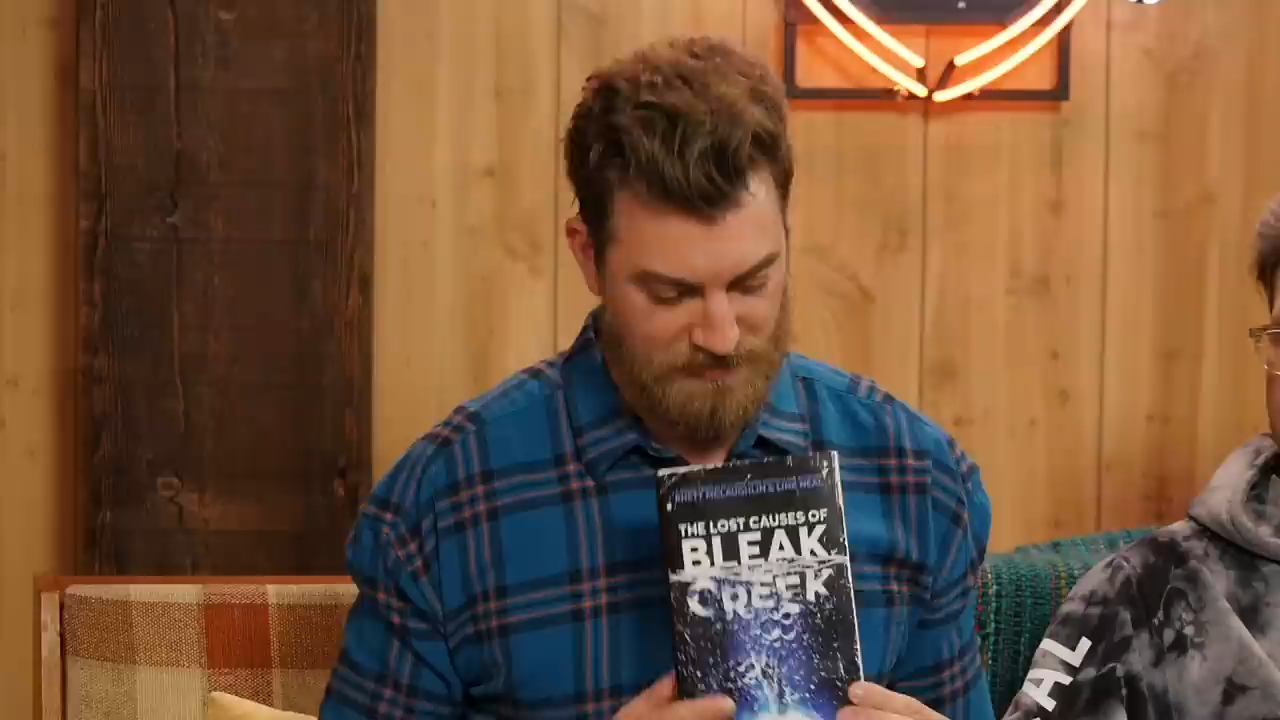 RHETT MCLAUGHLIN & LINK NEAL
THE LOST CAUSES OF
BLEAK
CREEK
AL